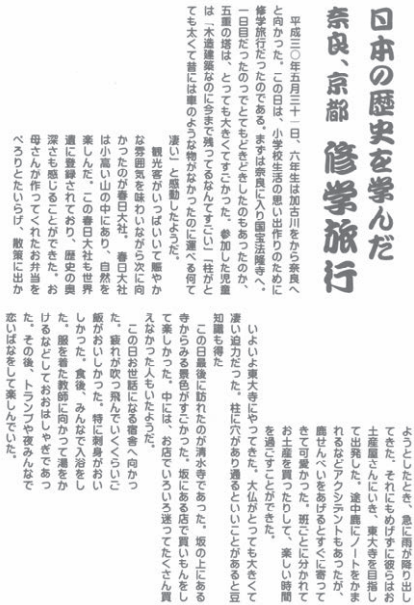 日本の歴史を学んだ
奈良、京都 修学旅行
平成三〇年五月三十一日、六年生は加古川をから奈良へ
と向かった。この日は、小学校生活の思い出作りのために
修学旅行だったのである。まずは奈良に入り国宝法隆寺へ。
一日目だったのっでとてもどきどきしたのもあったのか、
五重の塔は、とっても大きくてすごかった。参加した児童
は「木造建築なのに今まで残ってるなんてすごい」「柱がと
ても太くて昔には車のような物がなかったのに運べる何て
凄い」と感動したようだ。
観光客がいっぱいいて賑やか
な雰囲気を味わいながら次に向
かったのが春日大社。春日大社
は小高い山の中にあり、自然を
楽しんだ。この春日大社も世界
遺に登録されており、歴史の奥
深さも感じることができた。お
母さんが作ってくれたお弁当を
ぺろりとたいらげ、散策に出か
ようとしたとき、急に雨が降り出し
てきた。それにもめげずに彼らはお
土産屋さんにいき、東大寺を目指し
て出発した。途中鹿にノートをかま
れるなどアクシデントもあったが、
鹿せんべいをあげるとすぐに寄って
きて可愛かった。班ごとに分かれて
お土産を買ったりして、楽しい時間
を過ごすことができた。
いよいよ東大寺にやってきた。大仏がとっても大きくて
凄い迫力だった。柱に穴があり通るといいことがあると豆
知識も得た
この日最後に訪れたのが清水寺であった。坂の上にある
寺からみる景色がすごかった。坂にある店で買いもんをし
て楽しかった。中には、お店でいろいろ迷ってたくさん買
えなかった人もいたようだ。
この日お世話になる宿舎へ向かっ
た。疲れが吹っ飛んでいくくらいご
飯がおいしかった。特に刺身がおい
しかった。食後、みんなで入浴をし
た。服を着た教師に向かって湯をか
けるなどしておおはしゃぎであっ
た。その後、トランプや夜みんなで
恋いばなをして楽しんでいた。